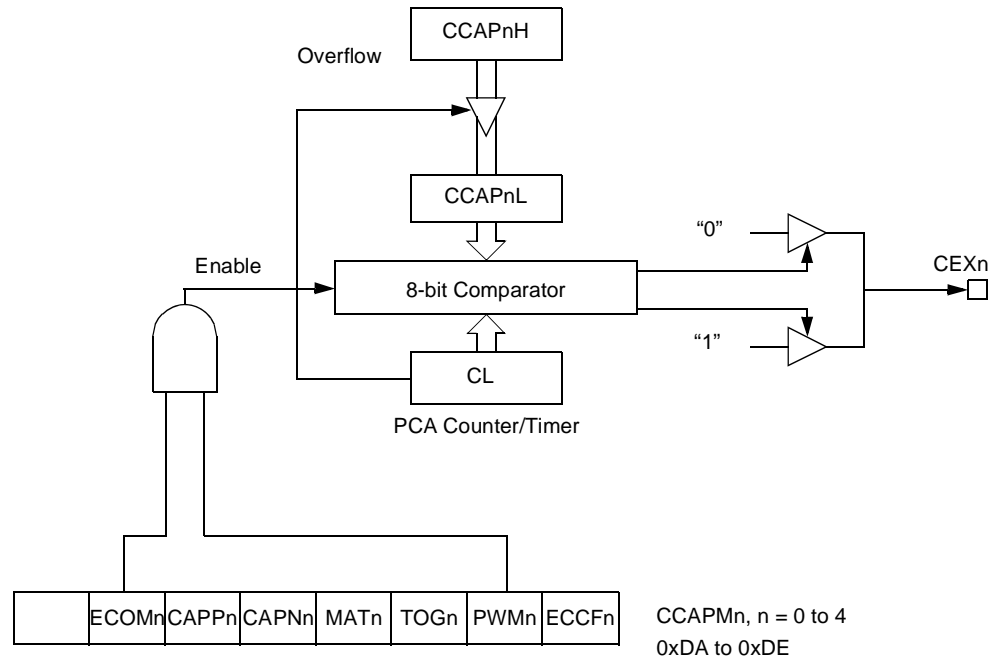 CCAPnH
Overflow
CCAPnL
“0”
Enable
8-bit Comparator
CEXn
“1”
CL
PCA Counter/Timer
ECOMn CAPPn CAPNn MATn TOGn PWMn ECCFn
CCAPMn, n = 0 to 4
0xDA to 0xDE